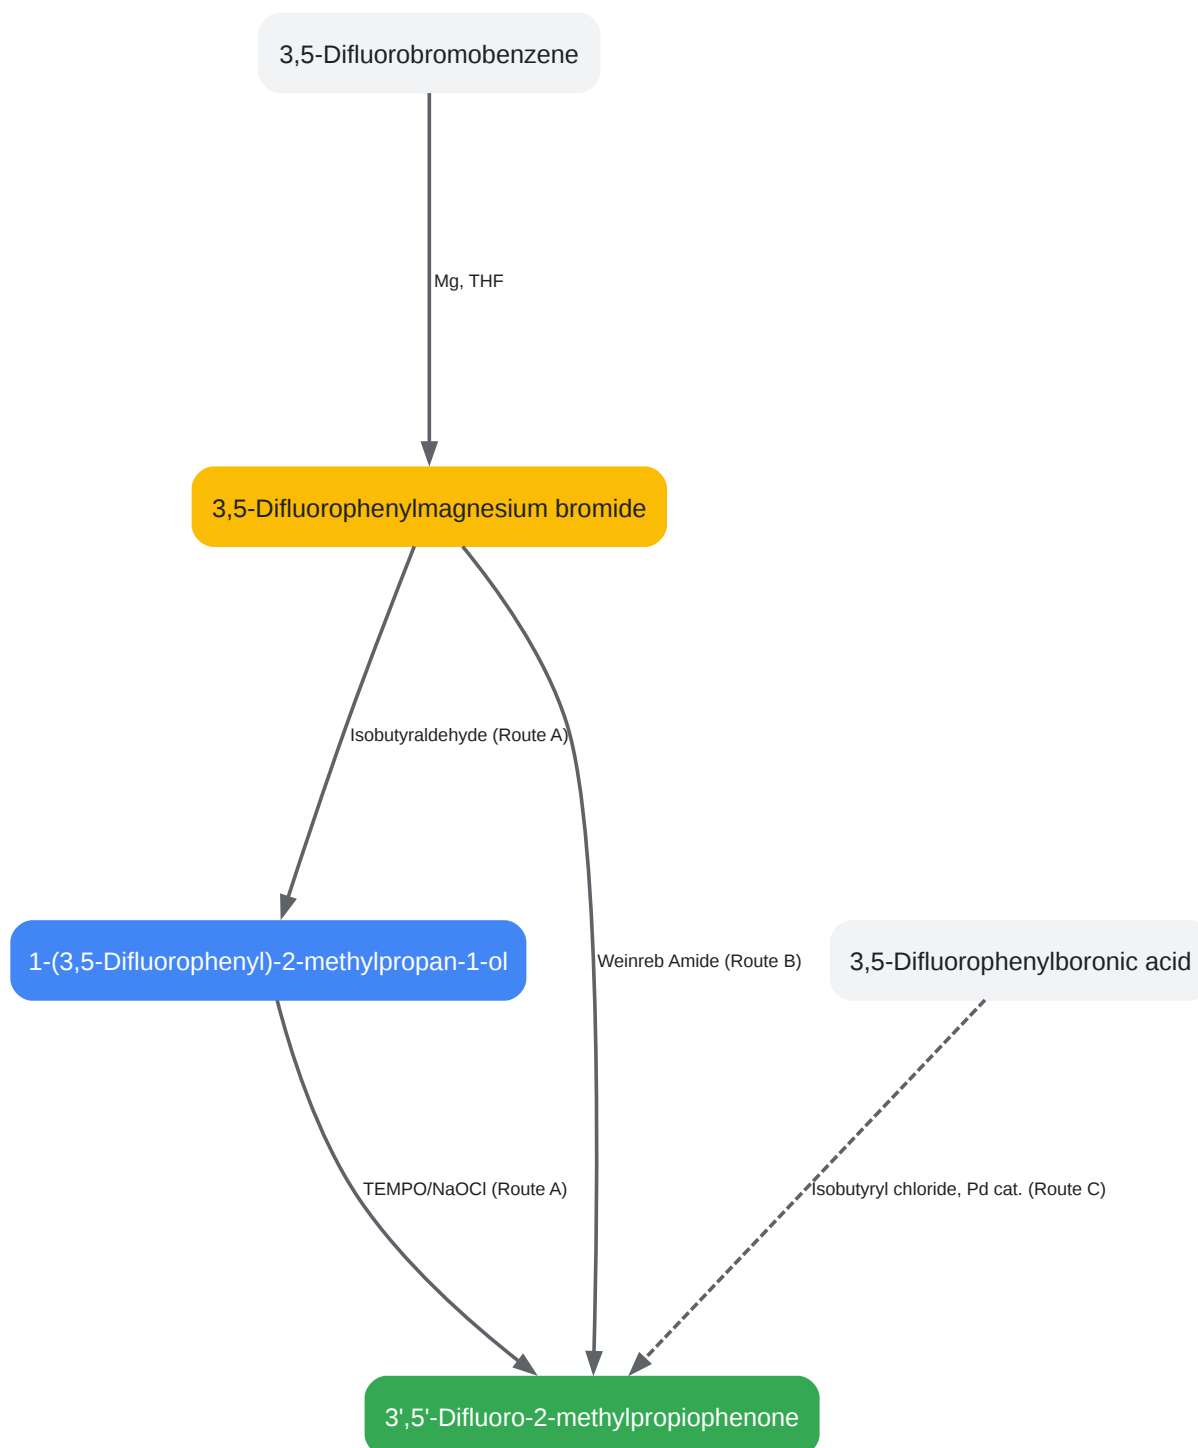 3,5-Difluorobromobenzene
Mg, THF
3,5-Difluorophenylmagnesium bromide
Isobutyraldehyde (Route A)
1-(3,5-Difluorophenyl)-2-methylpropan-1-ol
Weinreb Amide (Route B)
3,5-Difluorophenylboronic acid
TEMPO/NaOCl (Route A)
Isobutyryl chloride, Pd cat. (Route C)
3',5'-Difluoro-2-methylpropiophenone